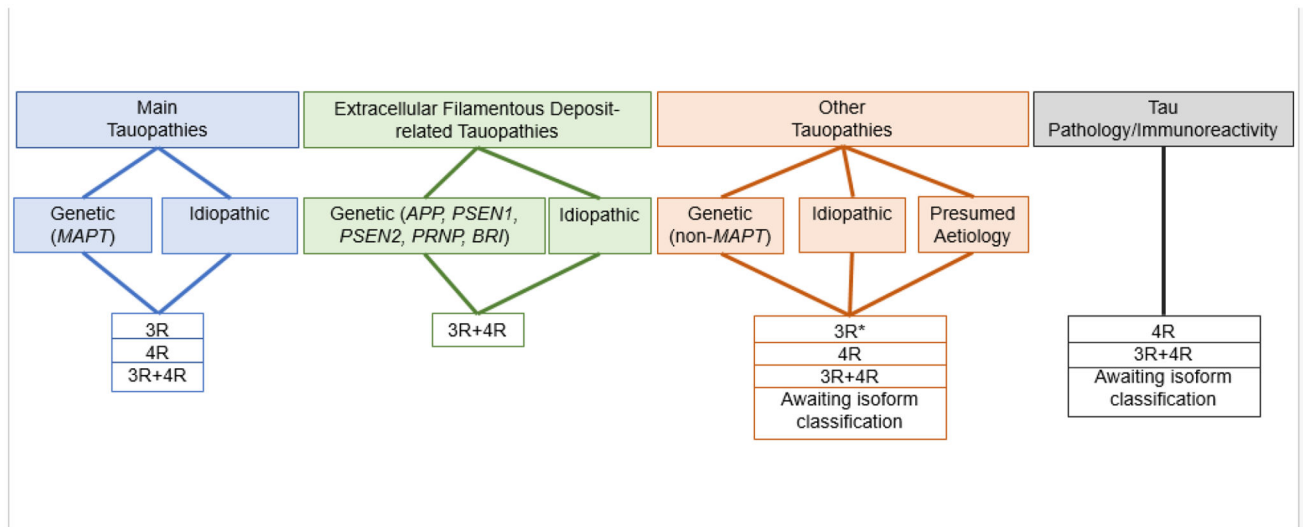 Main
Tauopathies
Extracellular Filamentous Deposit-
related Tauopathies
Other
Tauopathies
Tau
Pathology/Immunoreactivity
Genetic
(MAPT)
Idiopathic
Genetic (APP, PSEN1,
PSEN2, PRNP, BRI)
Idiopathic
Genetic
(non-MAPT)
Idiopathic
Presumed
Aetiology
3R
4R
3R+4R
3R+4R
3R*
4R
3R+4R
Awaiting isoform
classification
4R
3R+4R
Awaiting isoform
classification